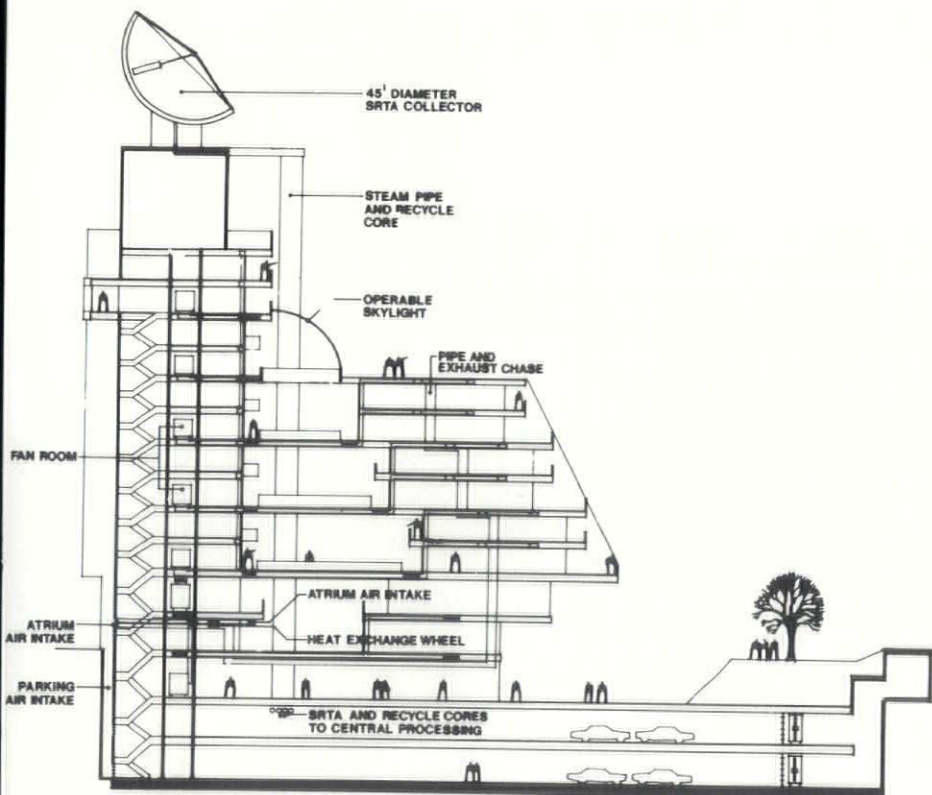 45' DIAMETER
SRTA COLLECTOR
STEAM PIPE
AND RECYCLE
CORE
OPERABLE
SKYLIGHT
PIPE AND
EXHAUST CHASE
FAN ROOM
ATRIUM AIR INTAKE
ATRIUM
AIR INTAKE
HEAT EXCHANGE WHEEL
PARKING
AIR INTAKE
SRTA AND RECYCLE CORES
TO CENTRAL PROCESSING